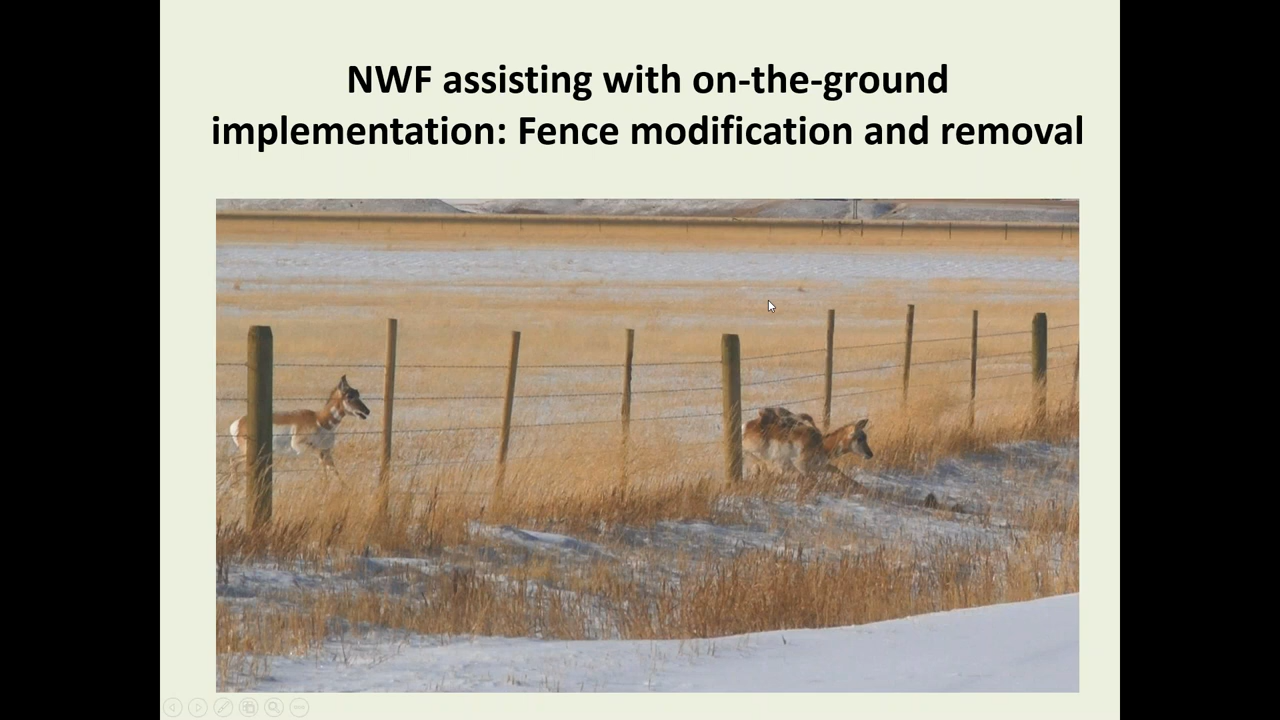 NWF assisting with on-the-ground
implementation: Fence modification and removal